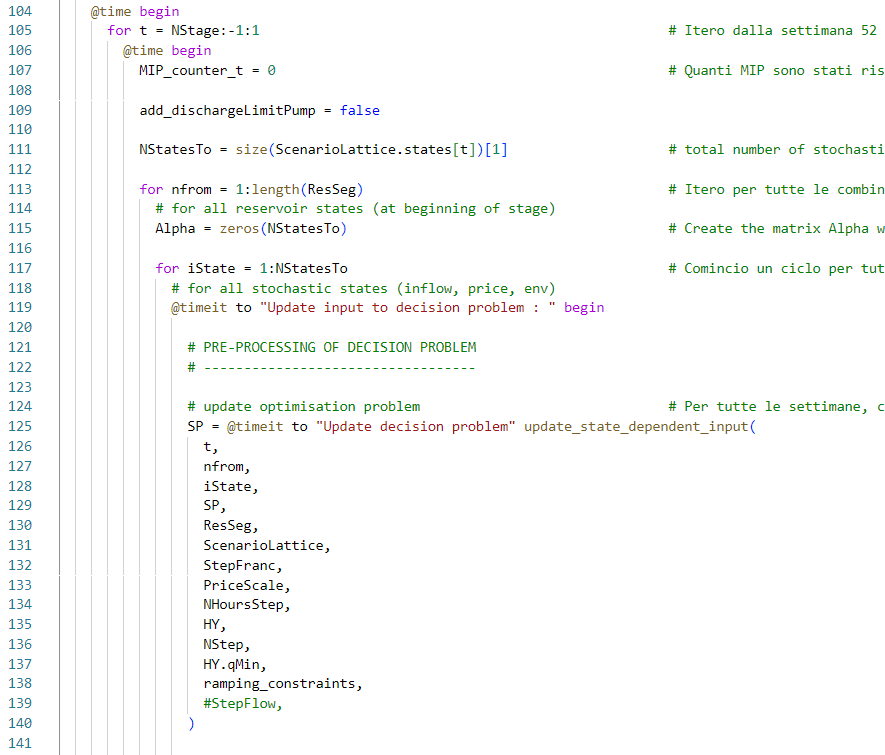 104 @time begin
105 for t = NStage:-1:1 # Itero dalla settimana 52
106 @time begin
107 MIP_counter_t = 0 # Quanti MIP sono stati ris
108
109 add_dischargeLimitPump = false
110
111 NStatesTo = size(ScenarioLattice.states[t])[1] # total number of stochasti
112
113 for nfrom = 1:length(ResSeg) # Itero per tutte le combin
114 # for all reservoir states (at beginning of stage)
115 Alpha = zeros(NStatesTo) # Create the matrix Alpha w
116
117 for iState = 1:NStatesTo # Comincio un ciclo per tut
118 # for all stochastic states (inflow, price, env)
119 @timeit to "Update input to decision problem : " begin
120
121 # PRE-PROCESSING OF DECISION PROBLEM
122 # ----------------------------------
123
124 # update optimisation problem # Per tutte le settimane, c
125 SP = @timeit to "Update decision problem" update_state_dependent_input(
126 t,
127 nfrom,
128 iState,
129 SP,
130 ResSeg,
131 ScenarioLattice,
132 StepFranc,
133 PriceScale,
134 NHoursStep,
135 HY,
136 NStep,
137 HY.qMin,
138 ramping_constraints,
139 #StepFlow,
140 )
141